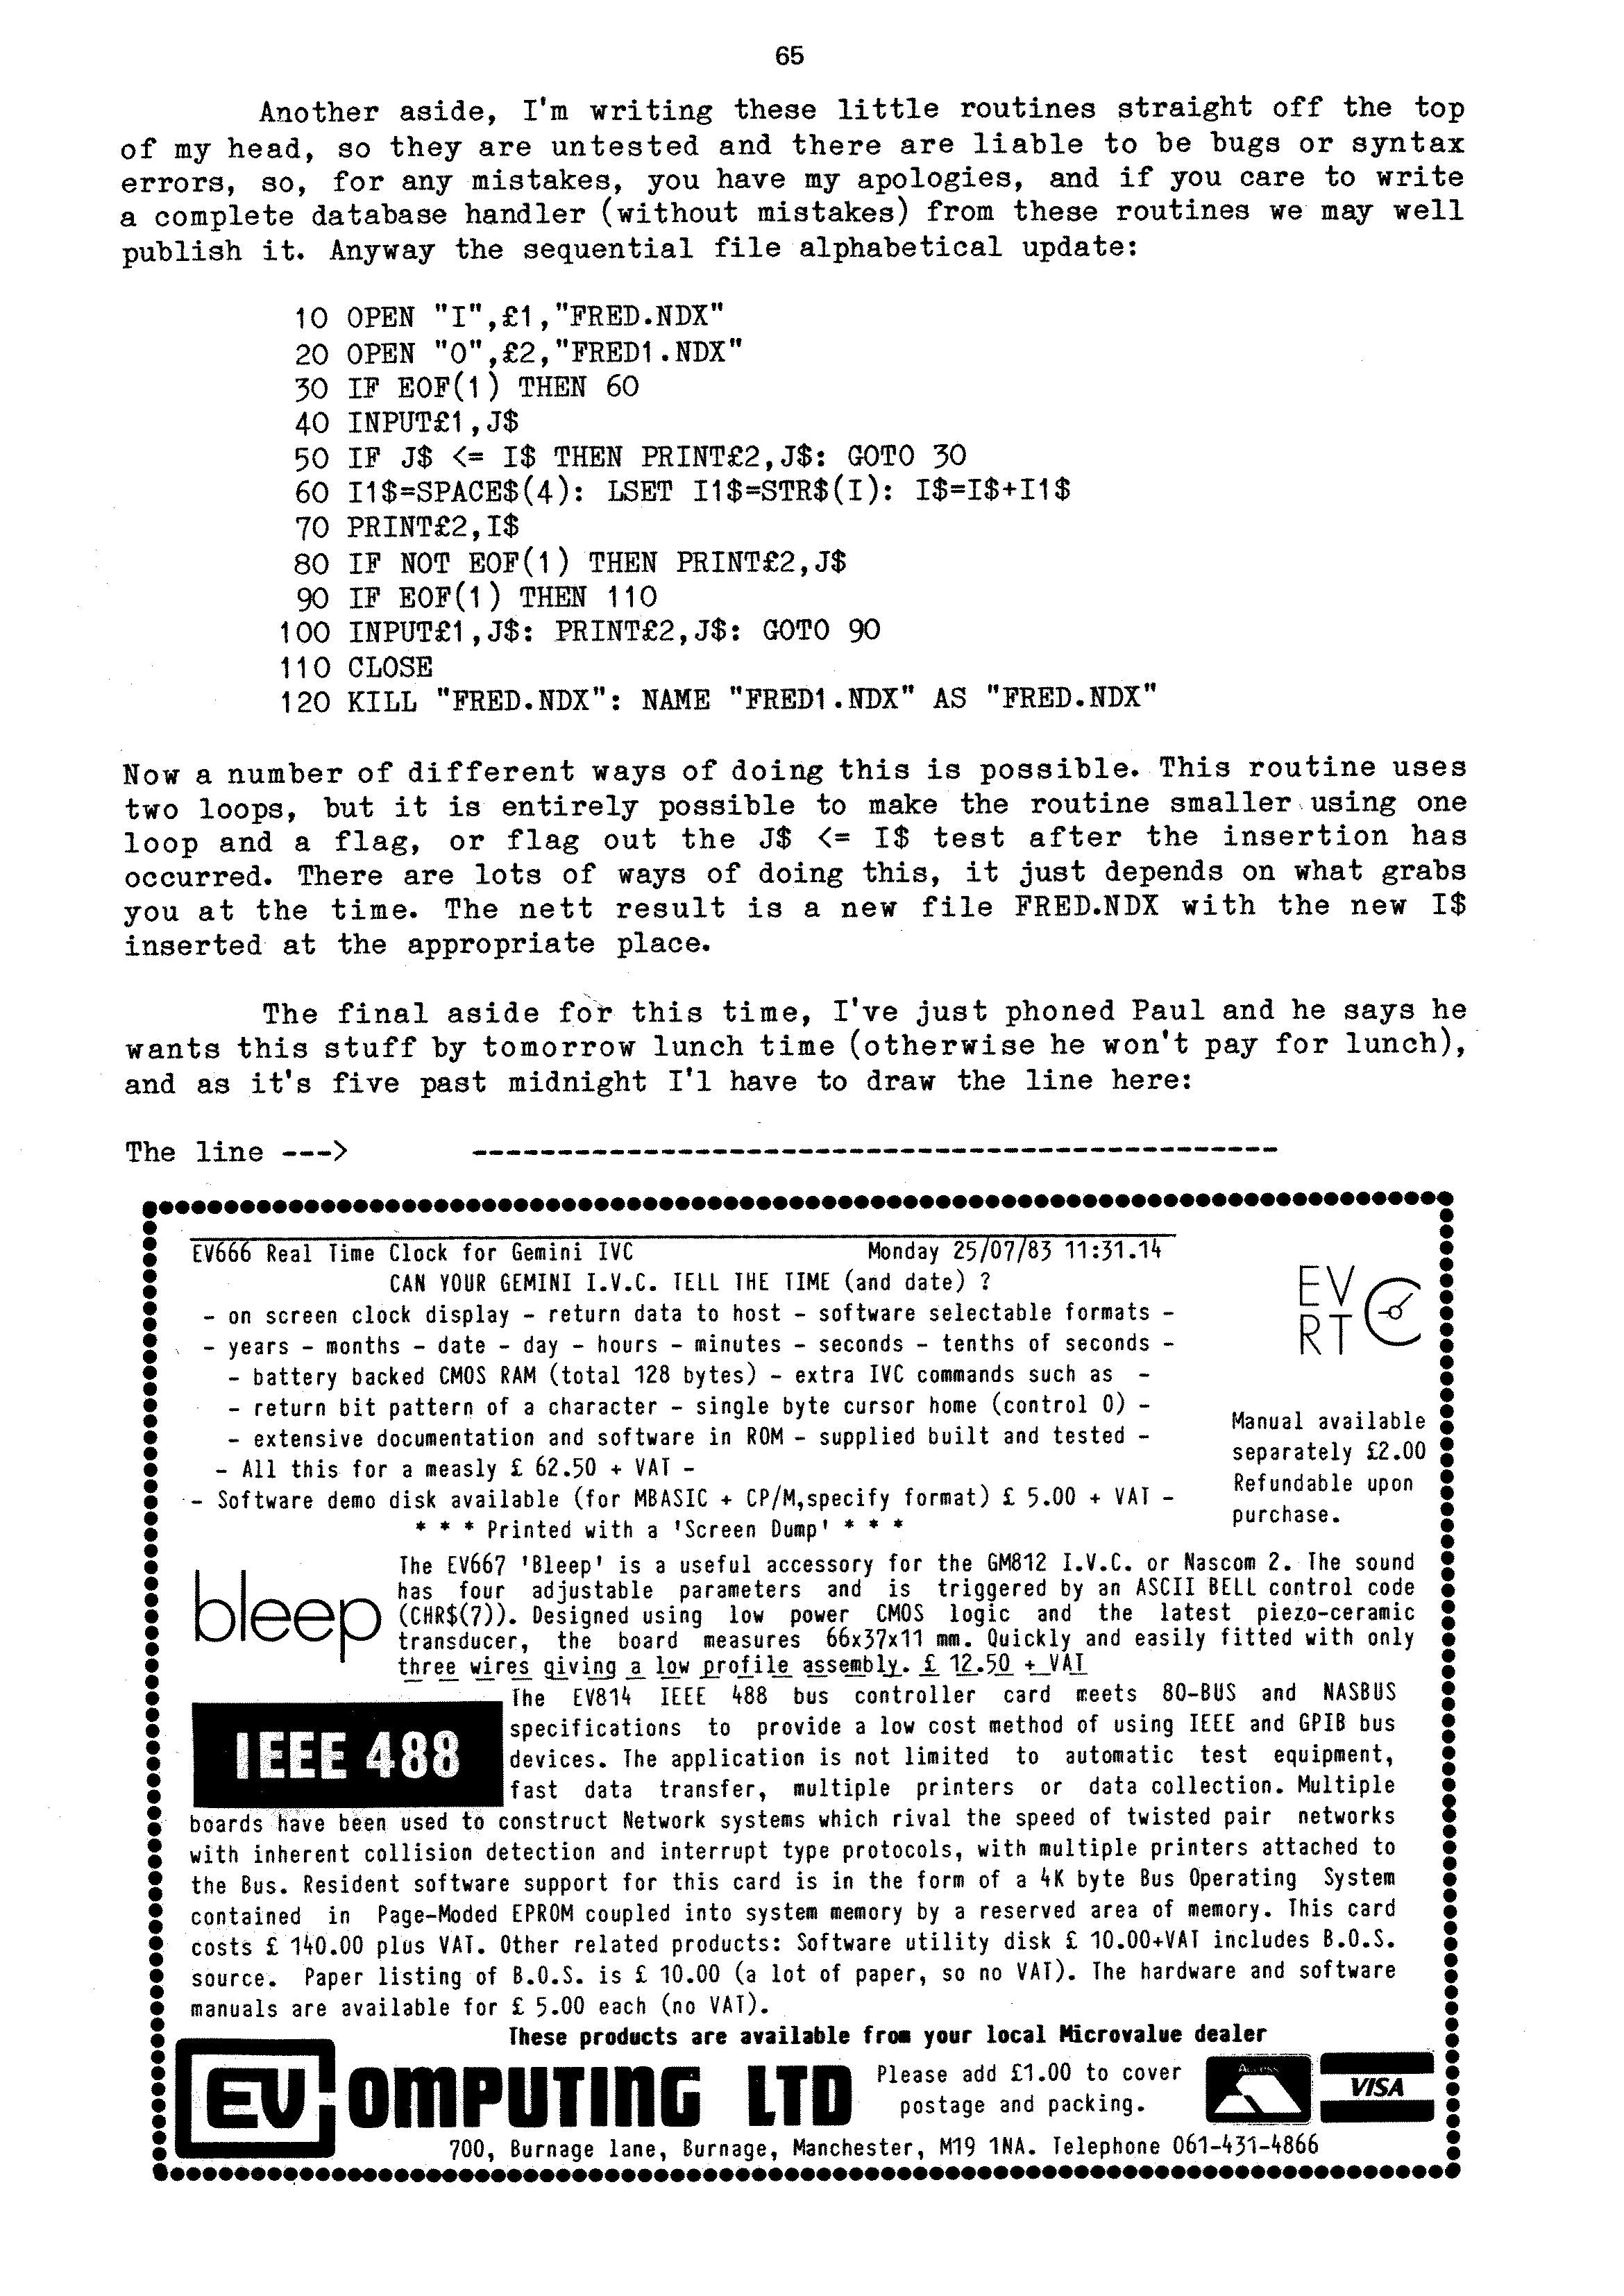 65
Another aside, I'm writing these little routines straight off the top
of my head, so they are untested and there are liable to be bugs or syntax
errors, so, for any mistakes, you have my apologies, and if you care to write
a complete database handler (without mistakes) from these routines we may well
publish it. Anyway the sequential file alphabetical update:
10 OPEN "I",£1,"FRED.NDX"
20 OPEN "O",£2,"FRED1.NDX"
30 IF EOF(1) THEN 60
40 INPUT£1,J$
50 IF J$ <= I$ THEN PRINT£2,J$: GOTO 30
60 I1$=SPACE$(4): LSET I1$=STR$(I): I$=I$+I1$
70 PRINT£2,I$
80 IF NOT EOF(1) THEN PRINT£2,J$
90 IF EOF(1) THEN 110
100 INPUT£1,J$: PRINT£2,J$: GOTO 90
110 CLOSE
120 KILL "FRED.NDX": NAME "FRED1.NDX" AS "FRED.NDX"
Now a number of different ways of doing this is possible. This routine uses
two loops, but it is entirely possible to make the routine smaller using one
loop and a flag, or flag out the J$ <= I$ test after the insertion has
occurred. There are lots of ways of doing this, it just depends on what grabs
you at the time. The nett result is a new file FRED.NDX with the new I$
inserted at the appropriate place.
The final aside for this time, I've just phoned Paul and he says he
wants this stuff by tomorrow lunch time (otherwise he won't pay for lunch),
and as it's five past midnight I'l have to draw the line here:
The line ---> -----------------------------------------------
EV666 Real Time Clock for Gemini IVC Monday 25/07/83 11:31.14
CAN YOUR GEMINI I.V.C. TELL THE TIME (and date) ?
- on screen clock display - return data to host - software selectable formats -
- years - months - date - day - hours - minutes - seconds - tenths of seconds -
- battery backed CMOS RAM (total 128 bytes) - extra IVC commands such as -
- return bit pattern of a character - single byte cursor home (control O) -
- extensive documentation and software in ROM - supplied built and tested -
- All this for a measly £ 62.50 + VAT -
- Software demo disk available (for MBASIC + CP/M,specify format) £ 5.00 + VAT -
* * * Printed with a 'Screen Dump' * * *
EV
RTC
Manual available
separately £2.00
Refundable upon
purchase.
bleep
The EV667 'Bleep' is a useful accessory for the GM812 I.V.C. or Nascom 2. The sound
has four adjustable parameters and is triggered by an ASCII BELL control code
(CHR$(7)). Designed using low power CMOS logic and the latest piezo-ceramic
transducer, the board measures 66x37x11 mm. Quickly and easily fitted with only
three wires giving a low profile assembly. £ 12.50 + VAT
IEEE 488
The EV814 IEEE 488 bus controller card meets 80-BUS and NASBUS
specifications to provide a low cost method of using IEEE and GPIB bus
devices. The application is not limited to automatic test equipment,
fast data transfer, multiple printers or data collection. Multiple
boards have been used to construct Network systems which rival the speed of twisted pair networks
with inherent collision detection and interrupt type protocols, with multiple printers attached to
the Bus. Resident software support for this card is in the form of a 4K byte Bus Operating System
contained in Page-Moded EPROM coupled into system memory by a reserved area of memory. This card
costs £ 140.00 plus VAT. Other related products: Software utility disk £ 10.00+VAT includes B.O.S.
source. Paper listing of B.O.S. is £ 10.00 (a lot of paper, so no VAT). The hardware and software
manuals are available for £ 5.00 each (no VAT).
These products are available from your local Microvalue dealer
EV COMPUTING LTD
Please add £1.00 to cover
postage and packing.
Access
VISA
700, Burnage lane, Burnage, Manchester, M19 1NA. Telephone 061-431-4866